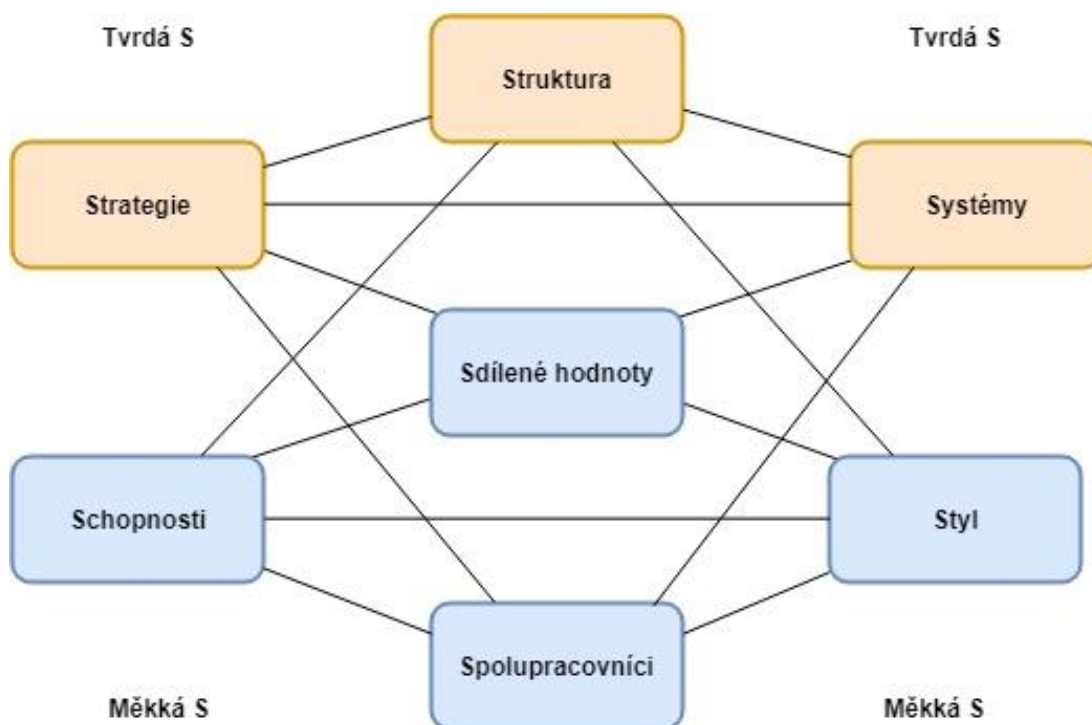 Tvrdá S
Tvrdá S
Struktura
Strategie
Systémy
Sdílené hodnoty
Schopnosti
Styl
Spolupracovníci
Měkká S
Měkká S